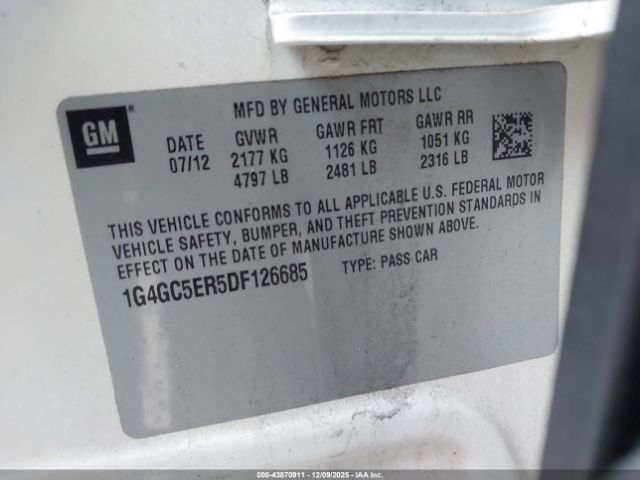 GM
MFD BY GENERAL MOTORS LLC
DATE GVWR GAWR FRT GAWR RR
07/12 2177 KG 1126 KG 1051 KG
4797 LB 2481 LB 2316 LB
THIS VEHICLE CONFORMS TO ALL APPLICABLE U.S. FEDERAL MOTOR
VEHICLE SAFETY, BUMPER, AND THEFT PREVENTION STANDARDS IN
EFFECT ON THE DATE OF MANUFACTURE SHOWN ABOVE.
1G4GC5ER5DF126685 TYPE: PASS CAR
00-43870911 - 12/09/2025 - IAAI.COM